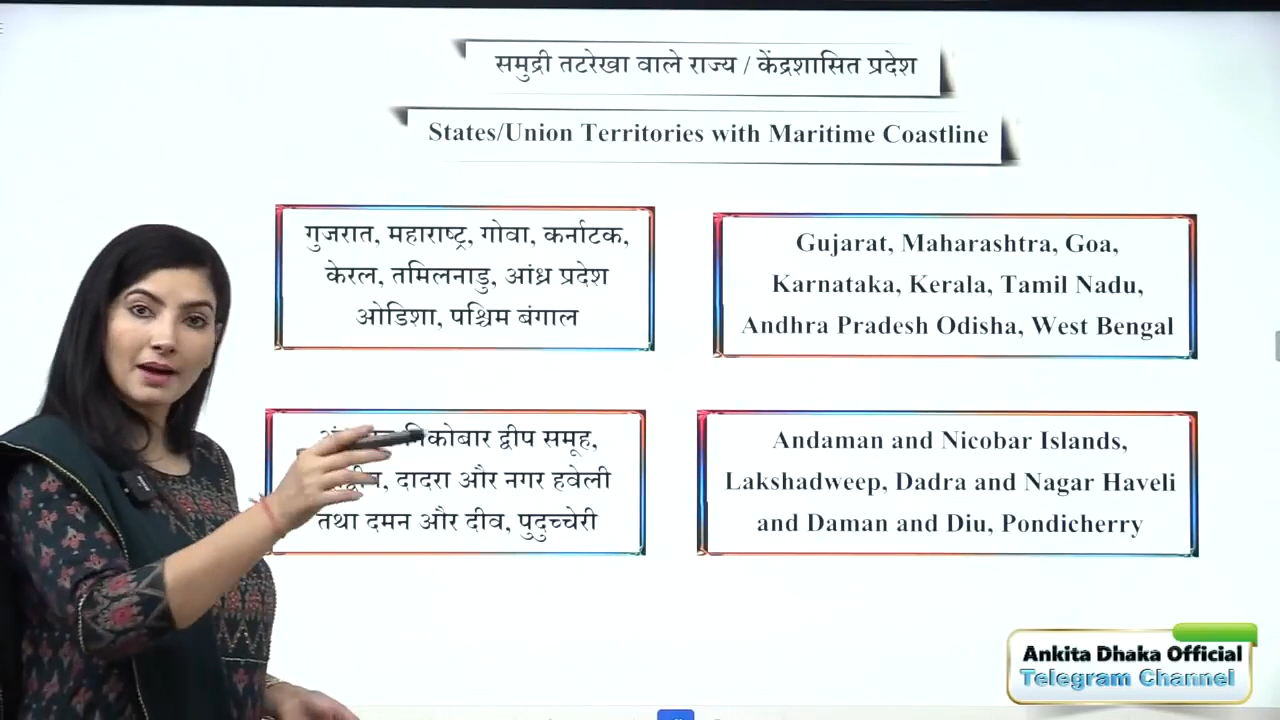 समुद्री तटरेखा वाले राज्य / केंद्रशासित प्रदेश
States/Union Territories with Maritime Coastline
गुजरात, महाराष्ट्र, गोवा, कर्नाटक,
केरल, तमिलनाडु, आंध्र प्रदेश
ओडिशा, पश्चिम बंगाल
Gujarat, Maharashtra, Goa,
Karnataka, Kerala, Tamil Nadu,
Andhra Pradesh Odisha, West Bengal
द्वीप समूह,
दादरा और नगर हवेली
तथा दमन और दीव, पुदुच्चेरी
Andaman and Nicobar Islands,
Lakshadweep, Dadra and Nagar Haveli
and Daman and Diu, Pondicherry
Ankita Dhaka Official
Telegram Channel